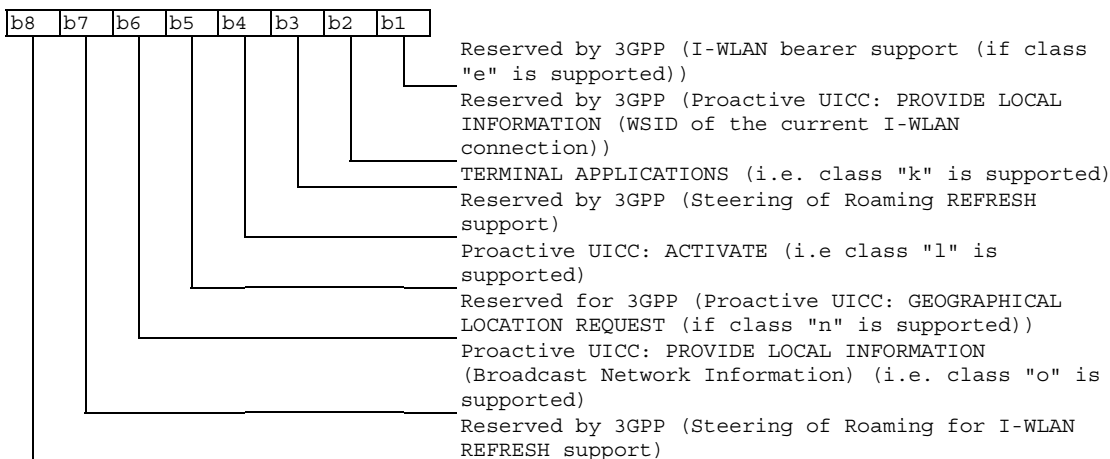 b8 b7 b6 b5 b4 b3 b2 b1
Reserved by 3GPP (I-WLAN bearer support (if class
"e" is supported))
Reserved by 3GPP (Proactive UICC: PROVIDE LOCAL
INFORMATION (WSID of the current I-WLAN
connection))
TERMINAL APPLICATIONS (i.e. class "k" is supported)
Reserved by 3GPP (Steering of Roaming REFRESH
support)
Proactive UICC: ACTIVATE (i.e class "l" is
supported)
Reserved for 3GPP (Proactive UICC: GEOGRAPHICAL
LOCATION REQUEST (if class "n" is supported))
Proactive UICC: PROVIDE LOCAL INFORMATION
(Broadcast Network Information) (i.e. class "o" is
supported)
Reserved by 3GPP (Steering of Roaming for I-WLAN
REFRESH support)